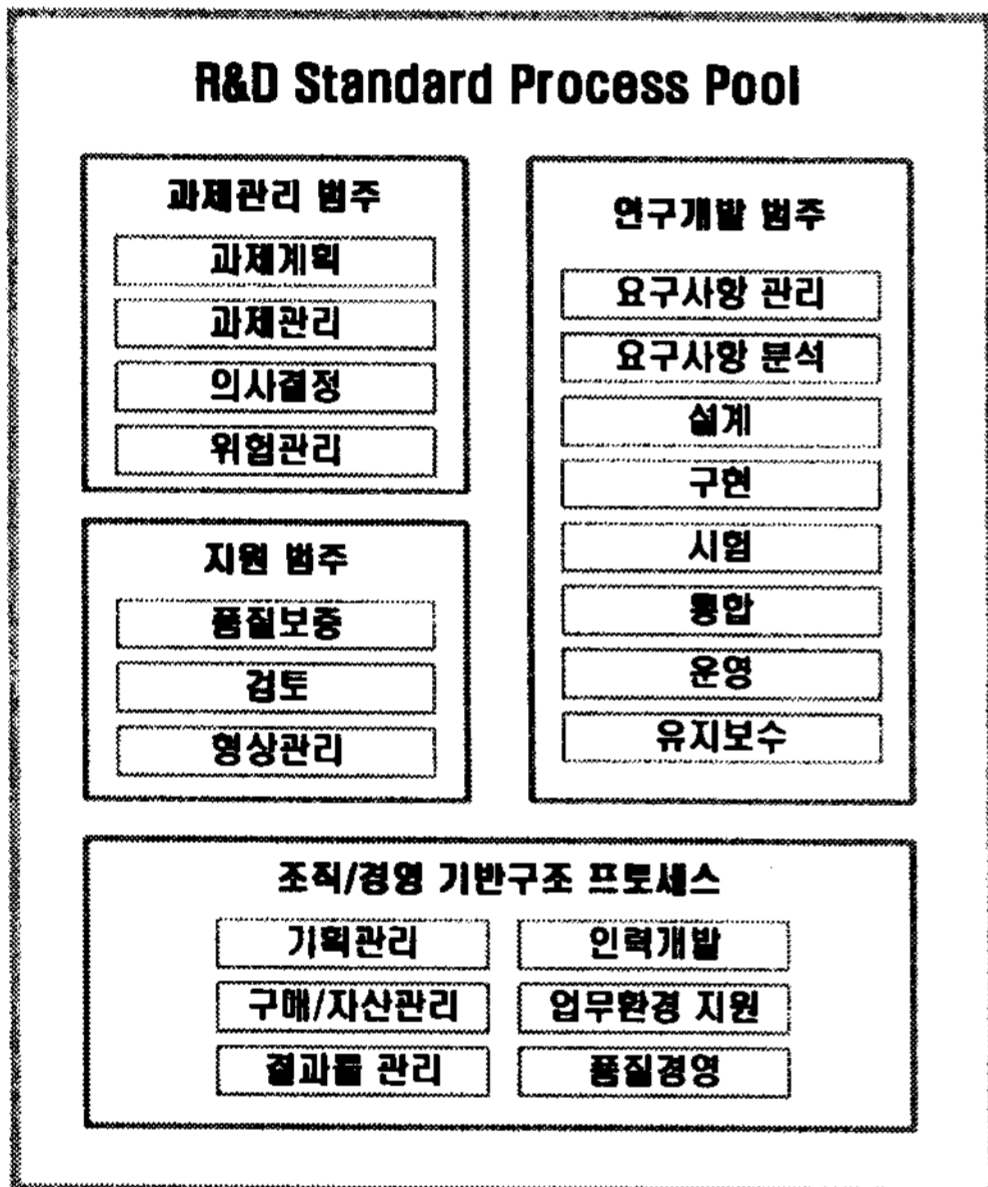 R&D Standard Process Pool
과제관리 범주
과제계획
과제관리
의사결정
위험관리
지원 범주
품질보증
검토
형상관리
연구개발 범주
요구사항 관리
요구사항 분석
설계
구현
시험
통합
운영
유지보수
조직/경영 기반구조 프로세스
기획관리
인력개발
구매/자산관리
업무환경 지원
결과물 관리
품질경영